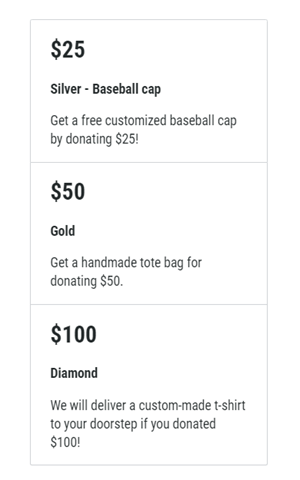 $25
Silver - Baseball cap
Get a free customized baseball cap
by donating $25!
$50
Gold
Get a handmade tote bag for
donating $50.
$100
Diamond
We will deliver a custom-made t-shirt
to your doorstep if you donated
$100!